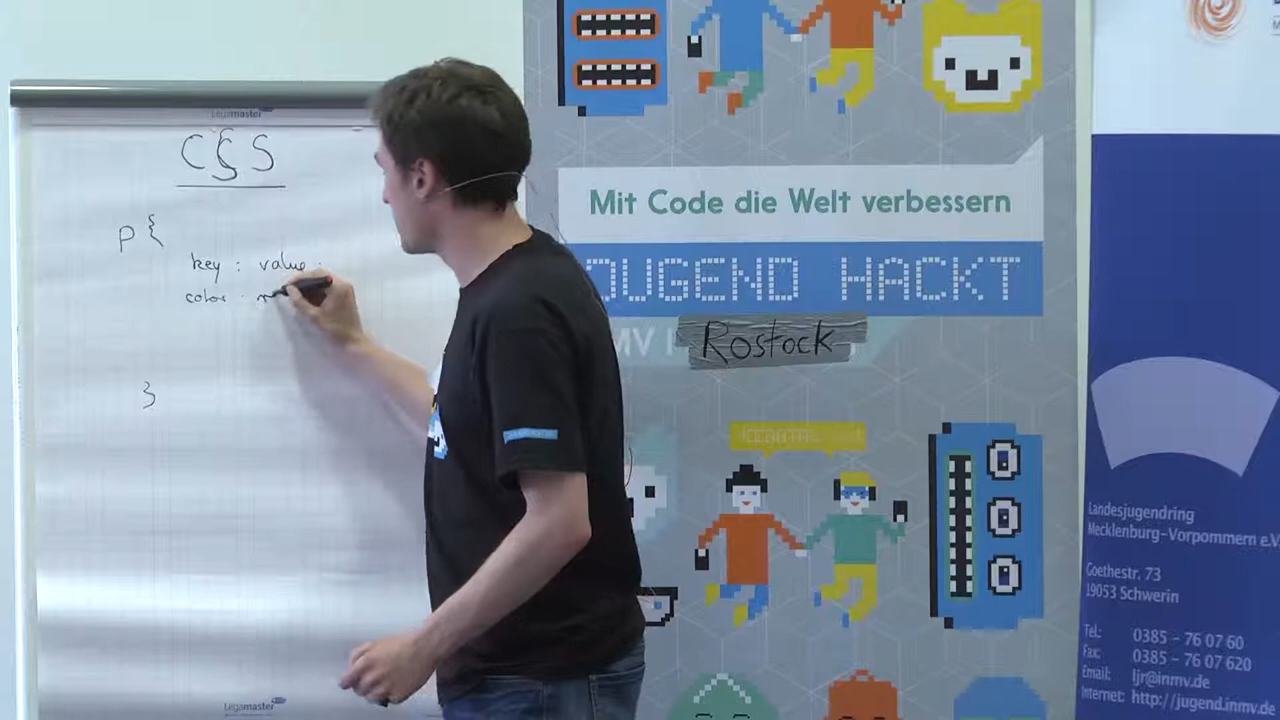 Legamaster
CSS
p {
key : value ;
color :
}
Legamaster
Mit Code die Welt verbessern
JUGEND HACKT
MV
Rostock
Landesjugendring
Mecklenburg-Vorpommern e.V.
Goethestr. 73
19053 Schwerin
Tel.: 0385 - 76 07 60
Fax: 0385 - 76 07 620
Email: ljr@inmv.de
Internet: http://jugend.inmv.de